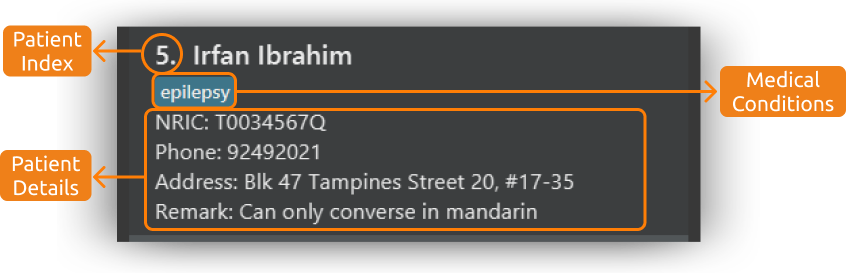 Patient
Index
5. Irfan Ibrahim
epilepsy
Medical
Conditions
NRIC: T0034567Q
Phone: 92492021
Patient
Details
Address: Blk 47 Tampines Street 20, #17-35
Remark: Can only converse in mandarin